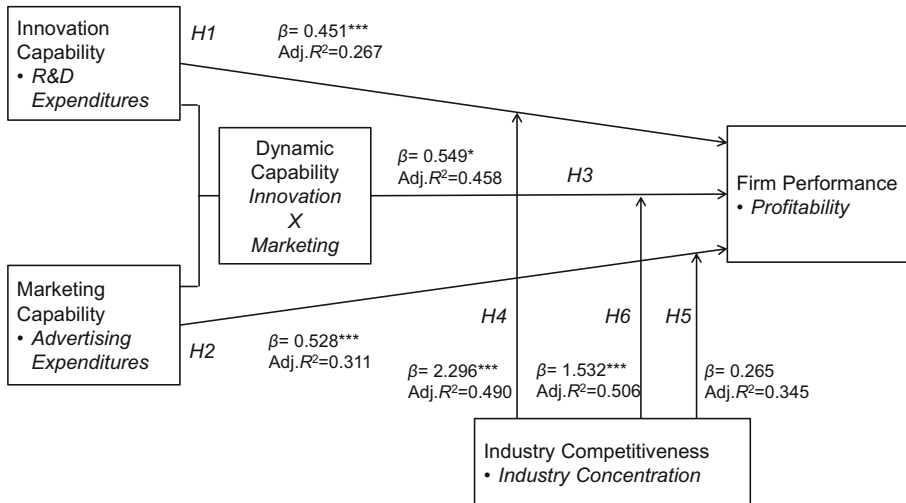 Innovation
Capability
• R&D
Expenditures
H1
β= 0.451***
Adj.R²=0.267
Dynamic
Capability
Innovation
X
Marketing
β= 0.549*
Adj.R²=0.458
H3
Firm Performance
• Profitability
Marketing
Capability
• Advertising
Expenditures
H2
β= 0.528***
Adj.R²=0.311
H4
β= 2.296***
Adj.R²=0.490
H6
β= 1.532***
Adj.R²=0.506
H5
β= 0.265
Adj.R²=0.345
Industry Competitiveness
• Industry Concentration